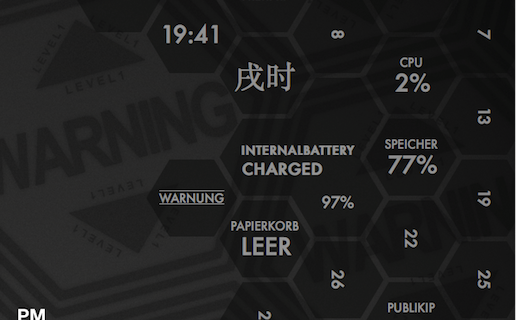 19:41
8
7
戌时
CPU
2%
13
INTERNALBATTERY
CHARGED
SPEICHER
77%
LEVEL1
WARNING
LEVEL1
LEVEL1
WARNUNG
97%
19
PAPIERKORB
LEER
22
26
25
2
PUBLIKIP
PM